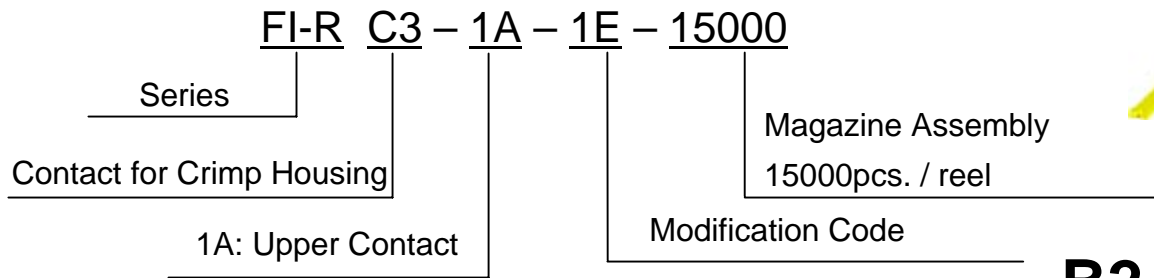 FI-R C3 – 1A – 1E – 15000
Series
Magazine Assembly
Contact for Crimp Housing
15000pcs. / reel
1A: Upper Contact
Modification Code